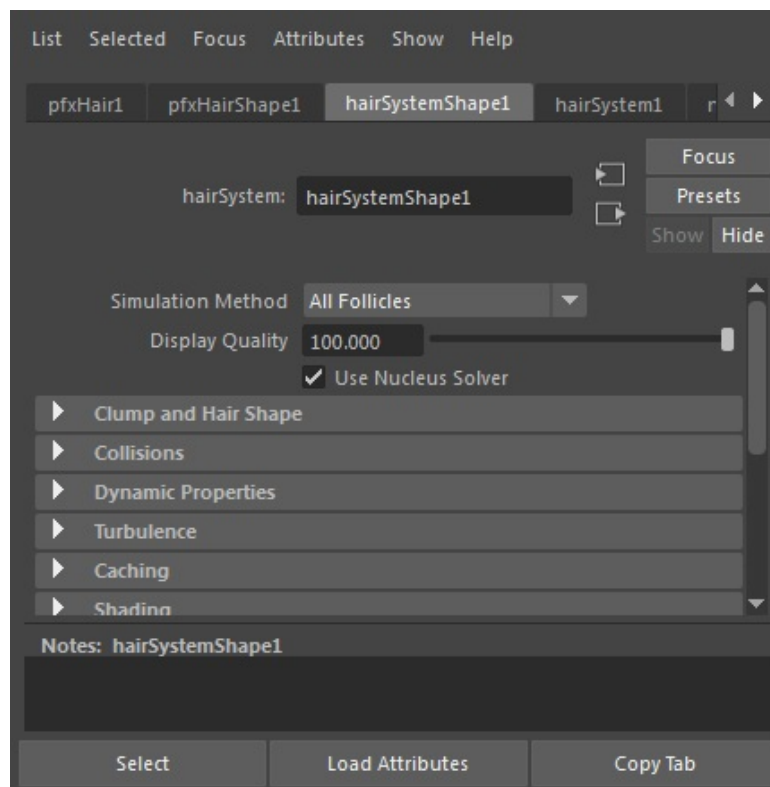 List Selected Focus Attributes Show Help
pfxHair1 pfxHairShape1 hairSystemShape1 hairSystem1
Focus
hairSystem: hairSystemShape1
Presets
Show Hide
Simulation Method All Follicles
Display Quality 100.000
Use Nucleus Solver
Clump and Hair Shape
Collisions
Dynamic Properties
Turbulence
Caching
Shading
Notes: hairSystemShape1
Select Load Attributes Copy Tab